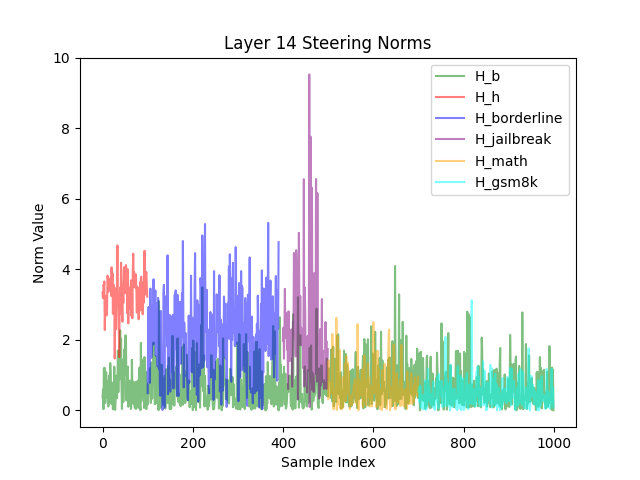 Layer 14 Steering Norms
10
8
6
4
2
0
Norm Value
0
200
400
600
800
1000
Sample Index
H_b
H_h
H_borderline
H_jailbreak
H_math
H_gsm8k